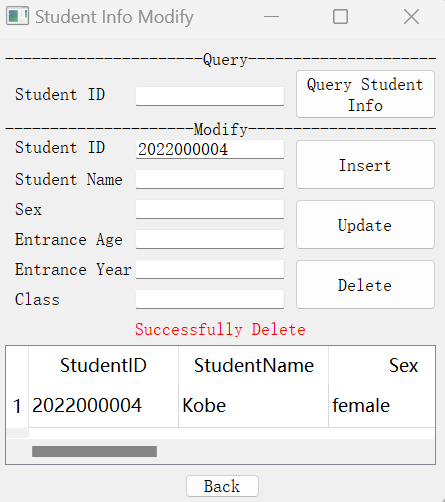 Student Info Modify
----------------------Query---------------------
Student ID
Query Student
Info
---------------------Modify---------------------
Student ID 2022000004
Insert
Student Name
Sex
Update
Entrance Age
Entrance Year
Delete
Class
Successfully Delete
StudentID StudentName Sex
1 2022000004 Kobe female
Back